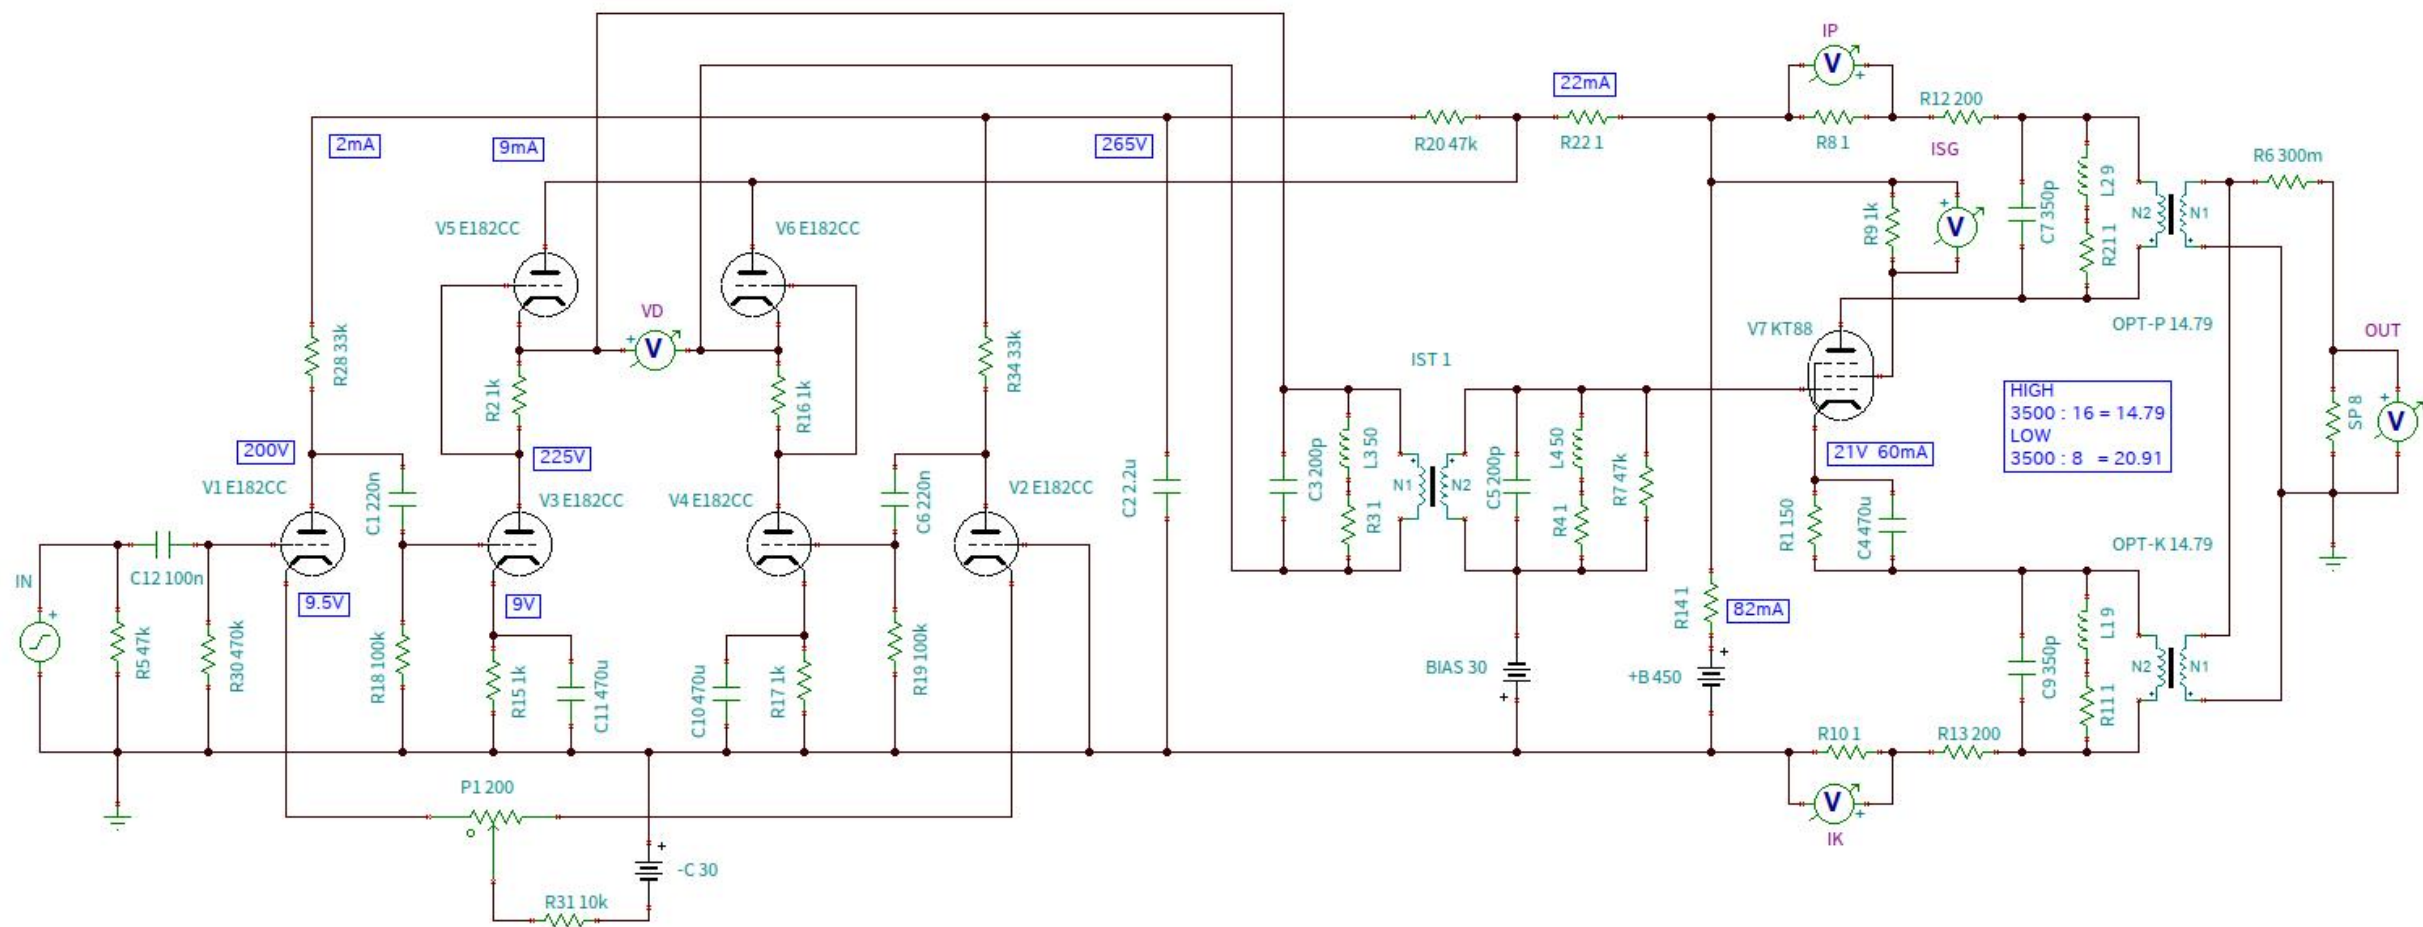 IP
22mA
R12 200
2mA
9mA
265V
R20 47k
R22 1
R8 1
ISG
R6 300m
V5 E182CC
V6 E182CC
R9 1k
C7 350p
L2 9
R21 1
N2
N1
VD
V
V
V
R28 33k
R2 1k
R16 1k
R34 33k
IST 1
V7 KT88
OPT-P 14.79
OUT
200V
225V
V1 E182CC
C1 220n
V3 E182CC
V4 E182CC
C6 220n
V2 E182CC
C2 2.2u
C3 200p
L3 50
R3 1
N1
N2
C5 200p
L4 50
R4 1
R7 47k
21V 60mA
HIGH
3500 : 16 = 14.79
LOW
3500 : 8 = 20.91
SP 8
V
R1 150
C4 470u
OPT-K 14.79
IN
C12 100n
9.5V
9V
R5 47k
R30 470k
R18 100k
R15 1k
C11 470u
C10 470u
R17 1k
R19 100k
BIAS 30
R14 1
82mA
+B 450
C9 350p
L1 9
R11 1
N2
N1
R10 1
R13 200
P1 200
V
IK
-C 30
R31 10k